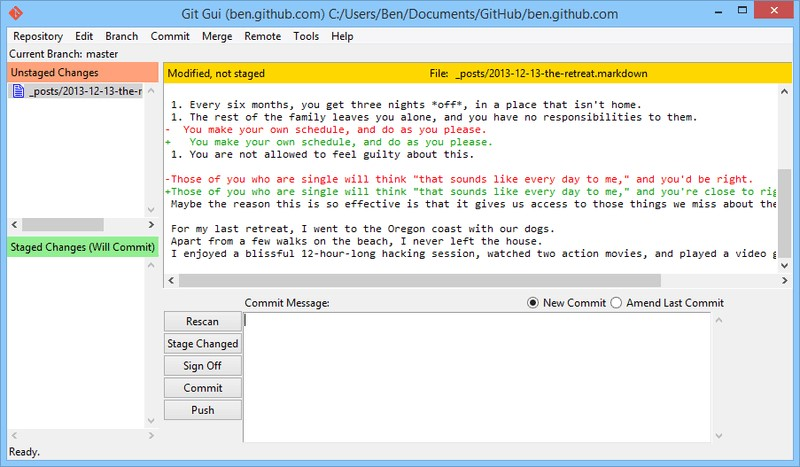 Git Gui (ben.github.com) C:/Users/Ben/Documents/GitHub/ben.github.com
Repository Edit Branch Commit Merge Remote Tools Help
Current Branch: master
Unstaged Changes
_posts/2013-12-13-the-r
Modified, not staged File: _posts/2013-12-13-the-retreat.markdown
1. Every six months, you get three nights *off*, in a place that isn't home.
1. The rest of the family leaves you alone, and you have no responsibilities to them.
-  You make your own schedule, and do as you please.
+   You make your own schedule, and do as you please.
1. You are not allowed to feel guilty about this.
-Those of you who are single will think "that sounds like every day to me," and you'd be right.
+Those of you who are single will think "that sounds like every day to me," and you're close to rig
Maybe the reason this is so effective is that it gives us access to those things we miss about the
For my last retreat, I went to the Oregon coast with our dogs.
Apart from a few walks on the beach, I never left the house.
I enjoyed a blissful 12-hour-long hacking session, watched two action movies, and played a video g
Staged Changes (Will Commit)
Commit Message: New Commit Amend Last Commit
Rescan
Stage Changed
Sign Off
Commit
Push
Ready.